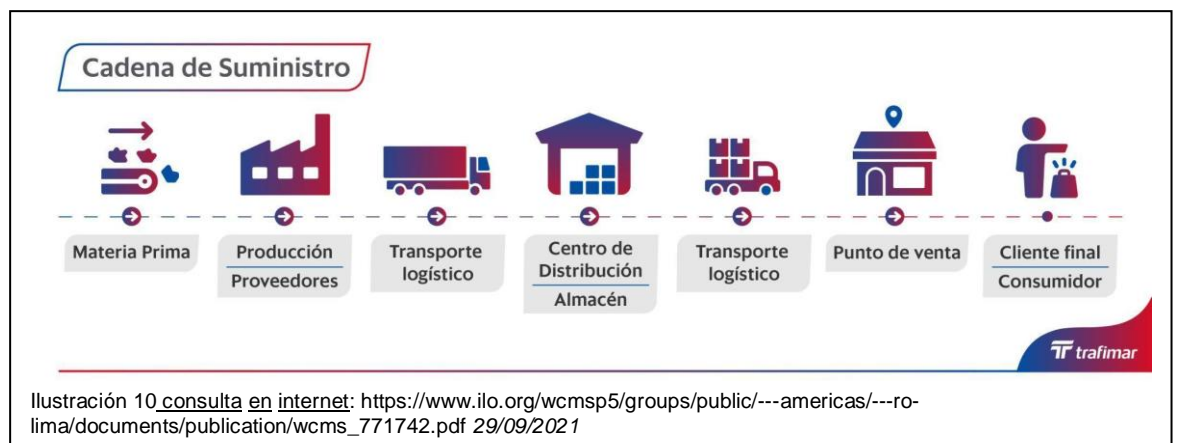 Cadena de Suministro
Materia Prima
Producción
Proveedores
Transporte
logístico
Centro de
Distribución
Almacén
Transporte
logístico
Punto de venta
Cliente final
Consumidor
trafimar
Ilustración 10 consulta en internet: https://www.ilo.org/wcmsp5/groups/public/---americas/---ro-
lima/documents/publication/wcms_771742.pdf 29/09/2021